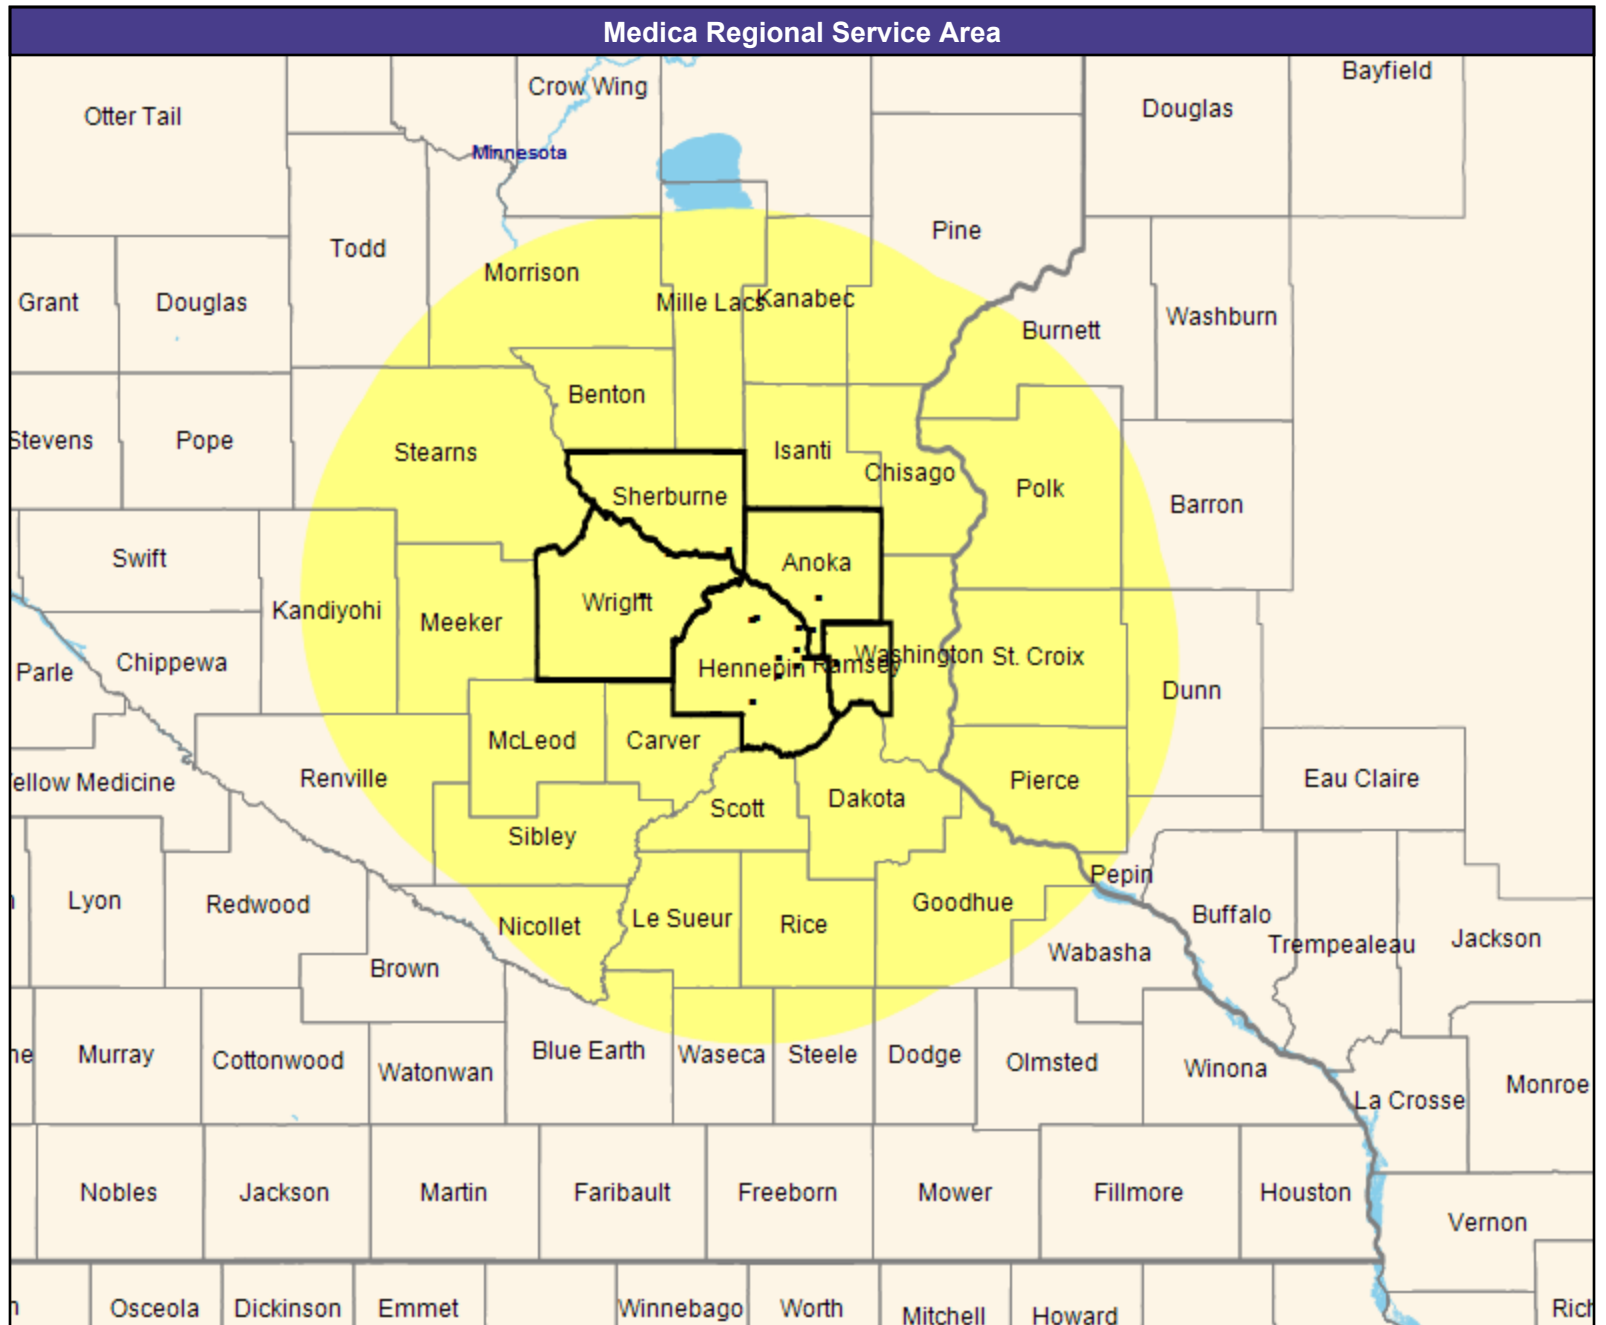 Medica Regional Service Area
Crow Wing
Bayfield
Otter Tail
Douglas
Minnesota
Pine
Todd
Morrison
Grant
Douglas
Mille Lacs
Kanabec
Washburn
Burnett
Benton
Stevens
Pope
Stearns
Isanti
Chisago
Polk
Sherburne
Barron
Swift
Anoka
Kandiyohi
Wright
Meeker
Parle
Chippewa
Hennepin
Ramsey
Washington
St. Croix
Dunn
McLeod
Carver
Renville
Yellow Medicine
Pierce
Eau Claire
Scott
Dakota
Sibley
Pepin
Lyon
Redwood
Goodhue
Nicollet
Le Sueur
Rice
Buffalo
Trempealeau
Jackson
Wabasha
Brown
ne
Murray
Cottonwood
Watonwan
Blue Earth
Waseca
Steele
Dodge
Olmsted
Winona
La Crosse
Monroe
Nobles
Jackson
Martin
Faribault
Freeborn
Mower
Fillmore
Houston
Vernon
Osceola
Dickinson
Emmet
Winnebago
Worth
Mitchell
Howard
Rich